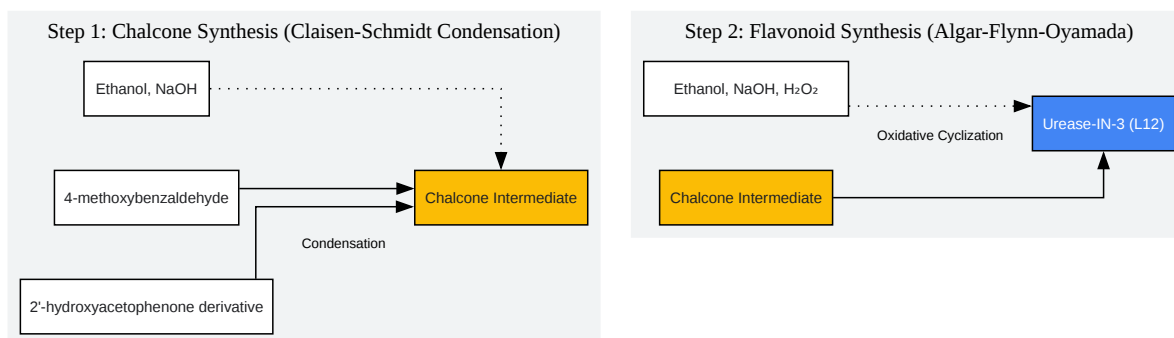 Step 1: Chalcone Synthesis (Claisen-Schmidt Condensation)
Ethanol, NaOH
4-methoxybenzaldehyde
Chalcone Intermediate
Condensation
2'-hydroxyacetophenone derivative
Step 2: Flavonoid Synthesis (Algar-Flynn-Oyamada)
Ethanol, NaOH, H₂O₂
Urease-IN-3 (L12)
Oxidative Cyclization
Chalcone Intermediate